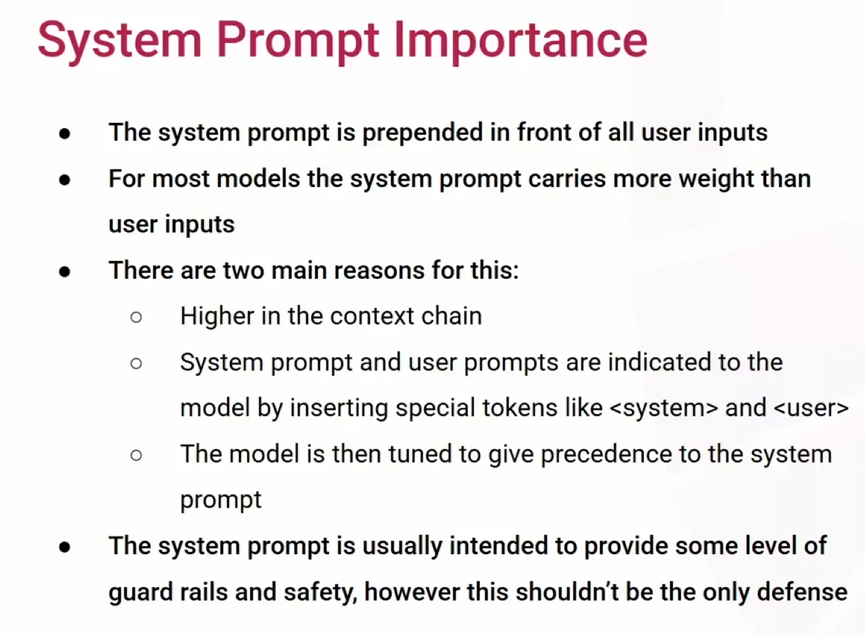 System Prompt Importance
● The system prompt is prepended in front of all user inputs
● For most models the system prompt carries more weight than
user inputs
● There are two main reasons for this:
○ Higher in the context chain
○ System prompt and user prompts are indicated to the
model by inserting special tokens like <system> and <user>
○ The model is then tuned to give precedence to the system
prompt
● The system prompt is usually intended to provide some level of
guard rails and safety, however this shouldn't be the only defense